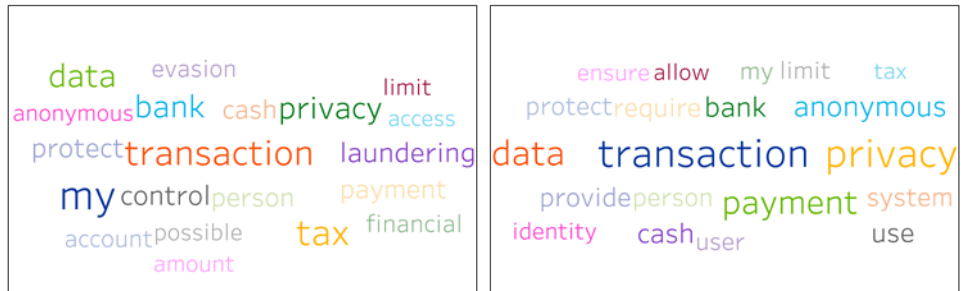 data evasion
limit
anonymous bank cash privacy access
protect transaction laundering
my control person payment
account possible tax financial
amount
ensure allow my limit tax
protect require bank anonymous
data transaction privacy
provide person payment system
identity cash user use